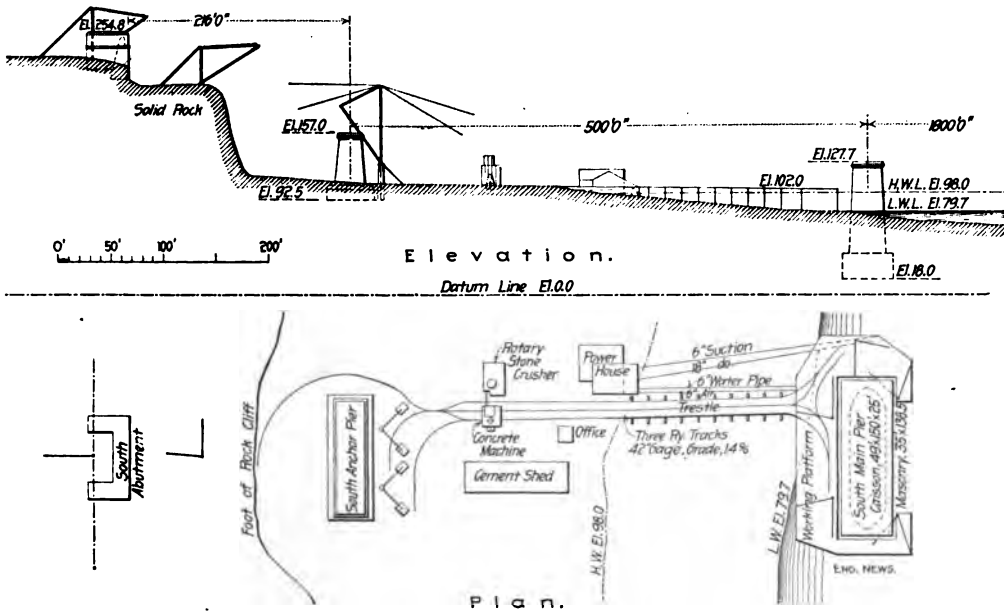 El. 254.8
216'0"
Solid Rock
El.157.0
500'0"
1800'0"
El.127.7
El.102.0
H.W.L. El.98.0
L.W.L. El.79.7
El. 92.5
El.18.0
0' 50' 100' 200'
Elevation.
Datum Line El.0.0
South
Abutment
Foot of Rock Cliff
South Anchor Pier
Rotary
Stone
Crusher
Concrete
Machine
Cement Shed
Office
Power
House
6" Suction
18" do
6" Water Pipe
6" Air
Trestle
Three Ry. Tracks
42" Gage, Grade, 1.4%
H.W. El.98.0
L.W. El.79.7
Working Platform
South Main Pier
Caisson, 49'x150'x25'
Masonry, 35'x138.5'
ENG. NEWS.
Plan.